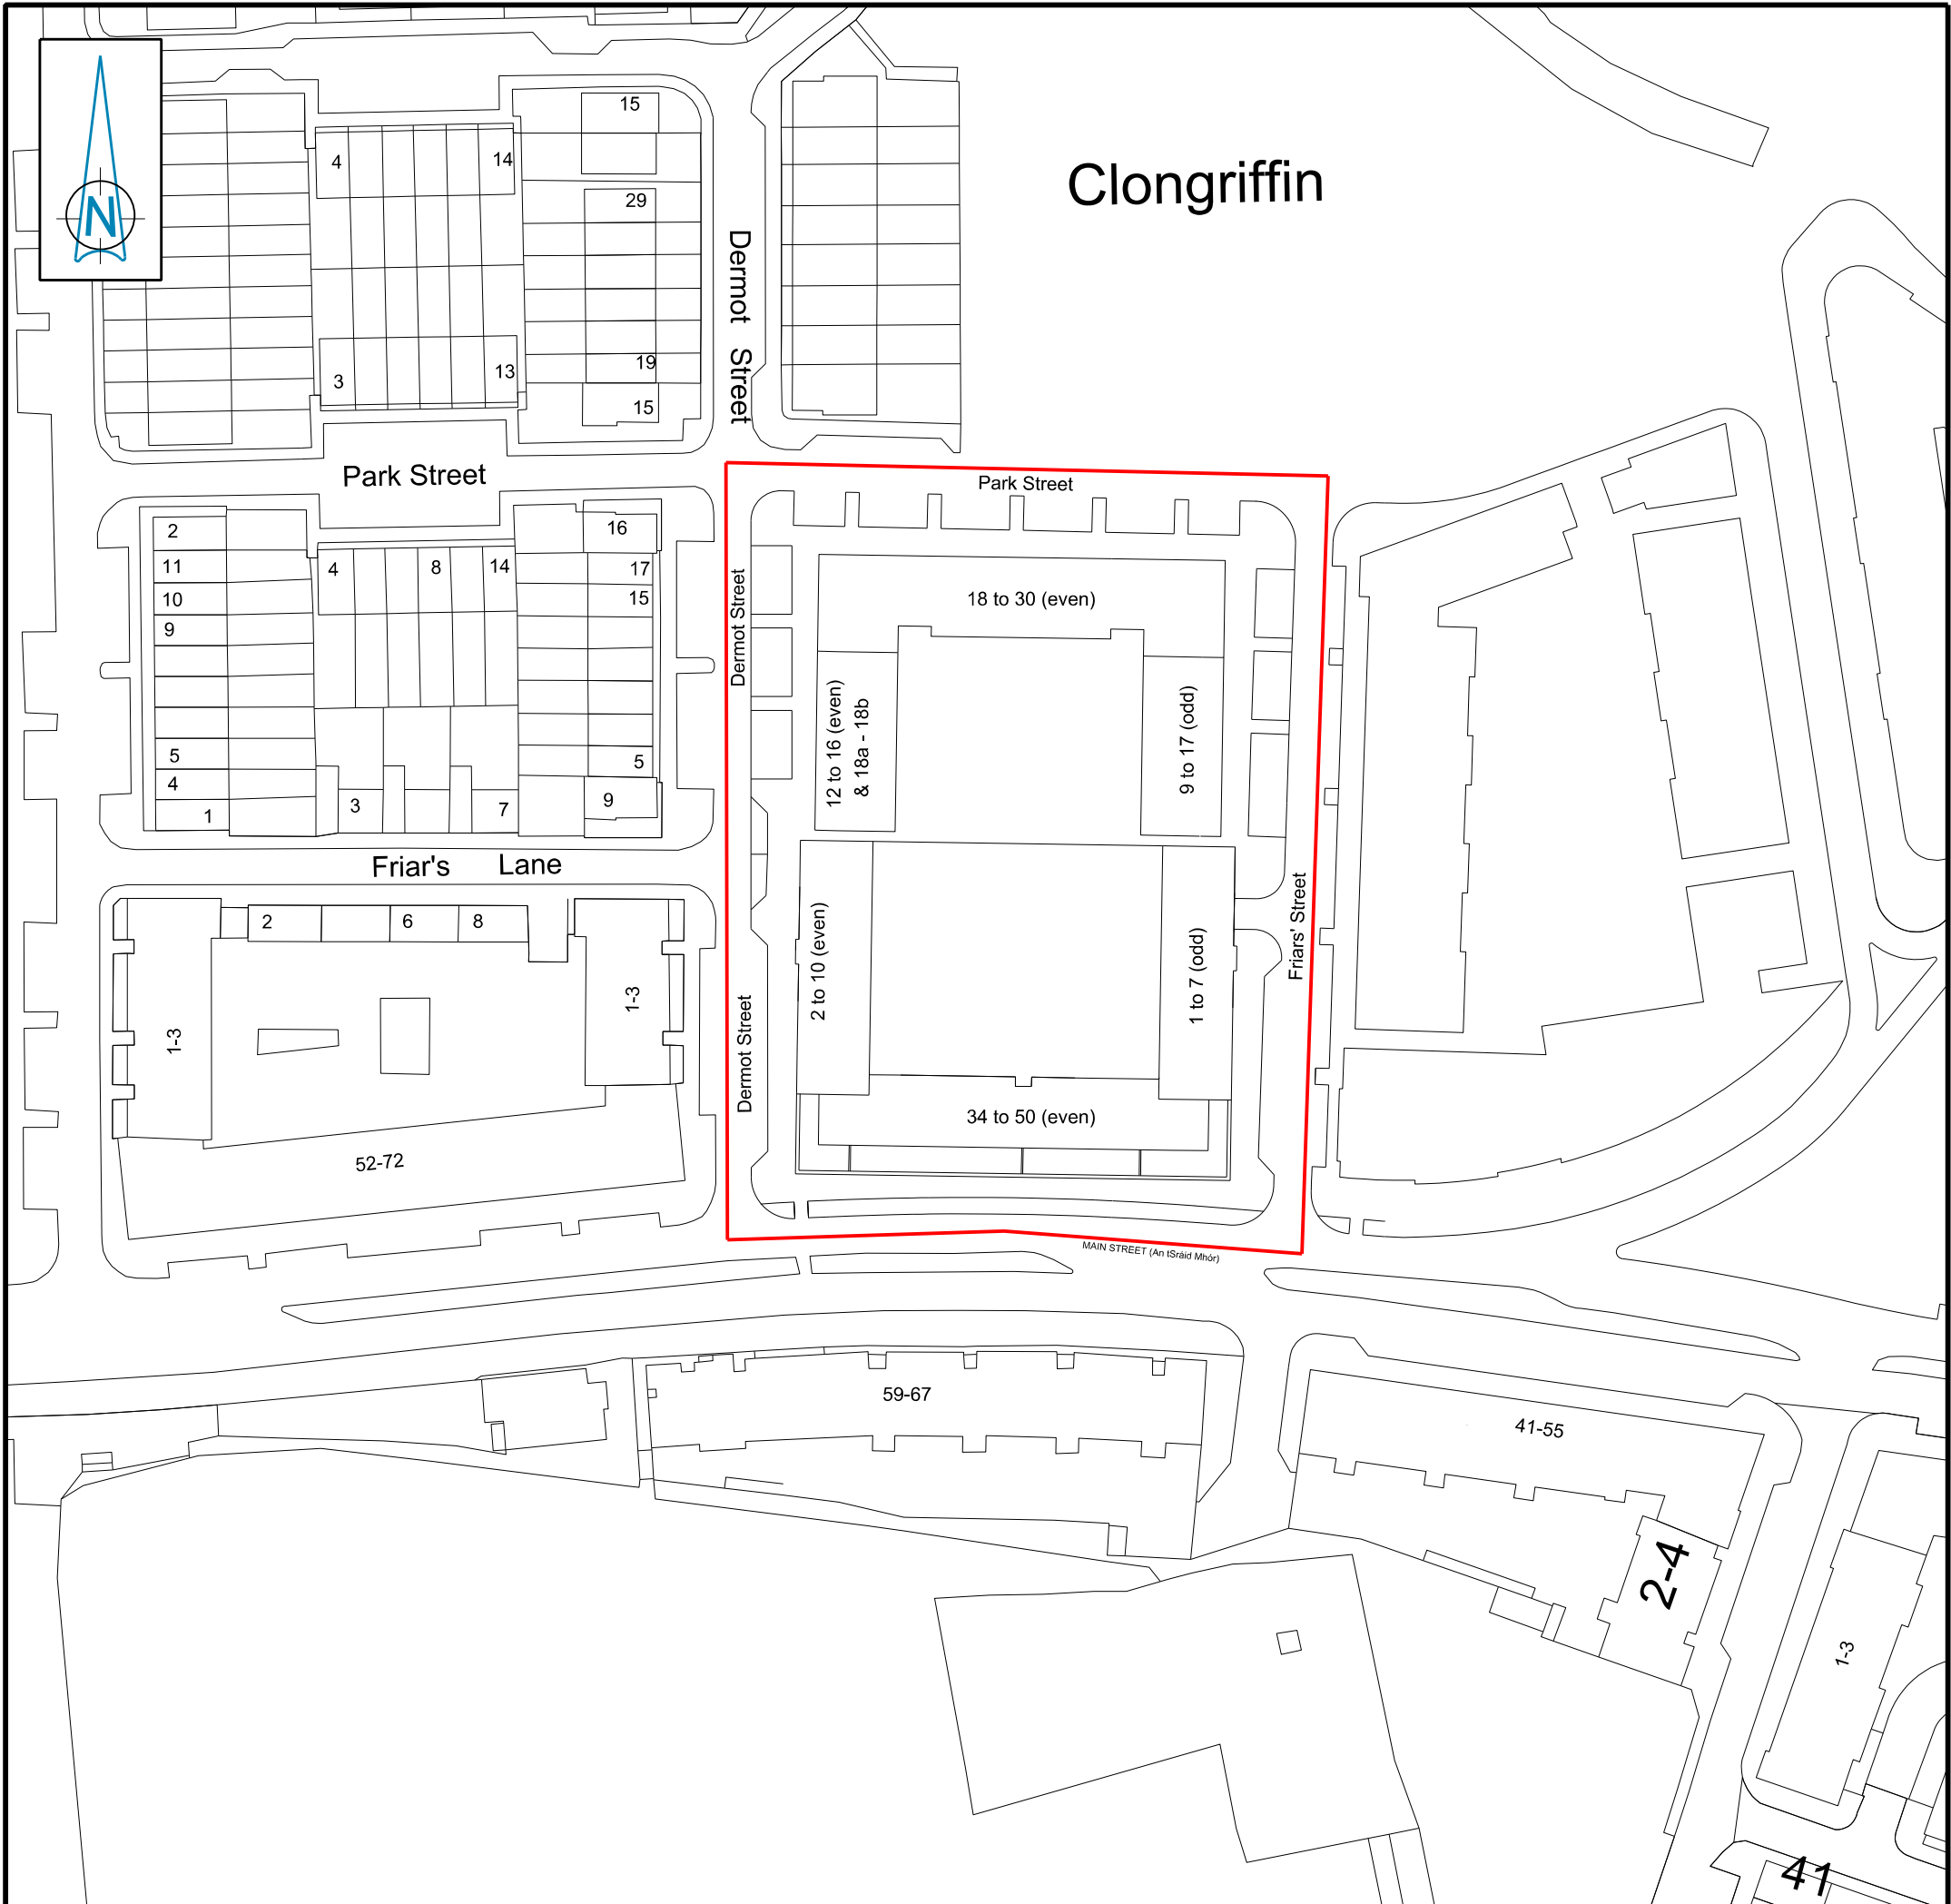 N
15
4
14
29
Clongriffin
Dermot Street
19
3
13
15
Park Street
Park Street
2
16
11
4
8
14
17
10
15
18 to 30 (even)
9
Dermot Street
12 to 16 (even)
& 18a - 18b
9 to 17 (odd)
5
5
4
3
7
9
1
Friar's Lane
2
6
8
2 to 10 (even)
1 to 7 (odd)
Friars' Street
1-3
1-3
Dermot Street
34 to 50 (even)
52-72
MAIN STREET (An tSráid Mhór)
59-67
41-55
2-4
1-3
41